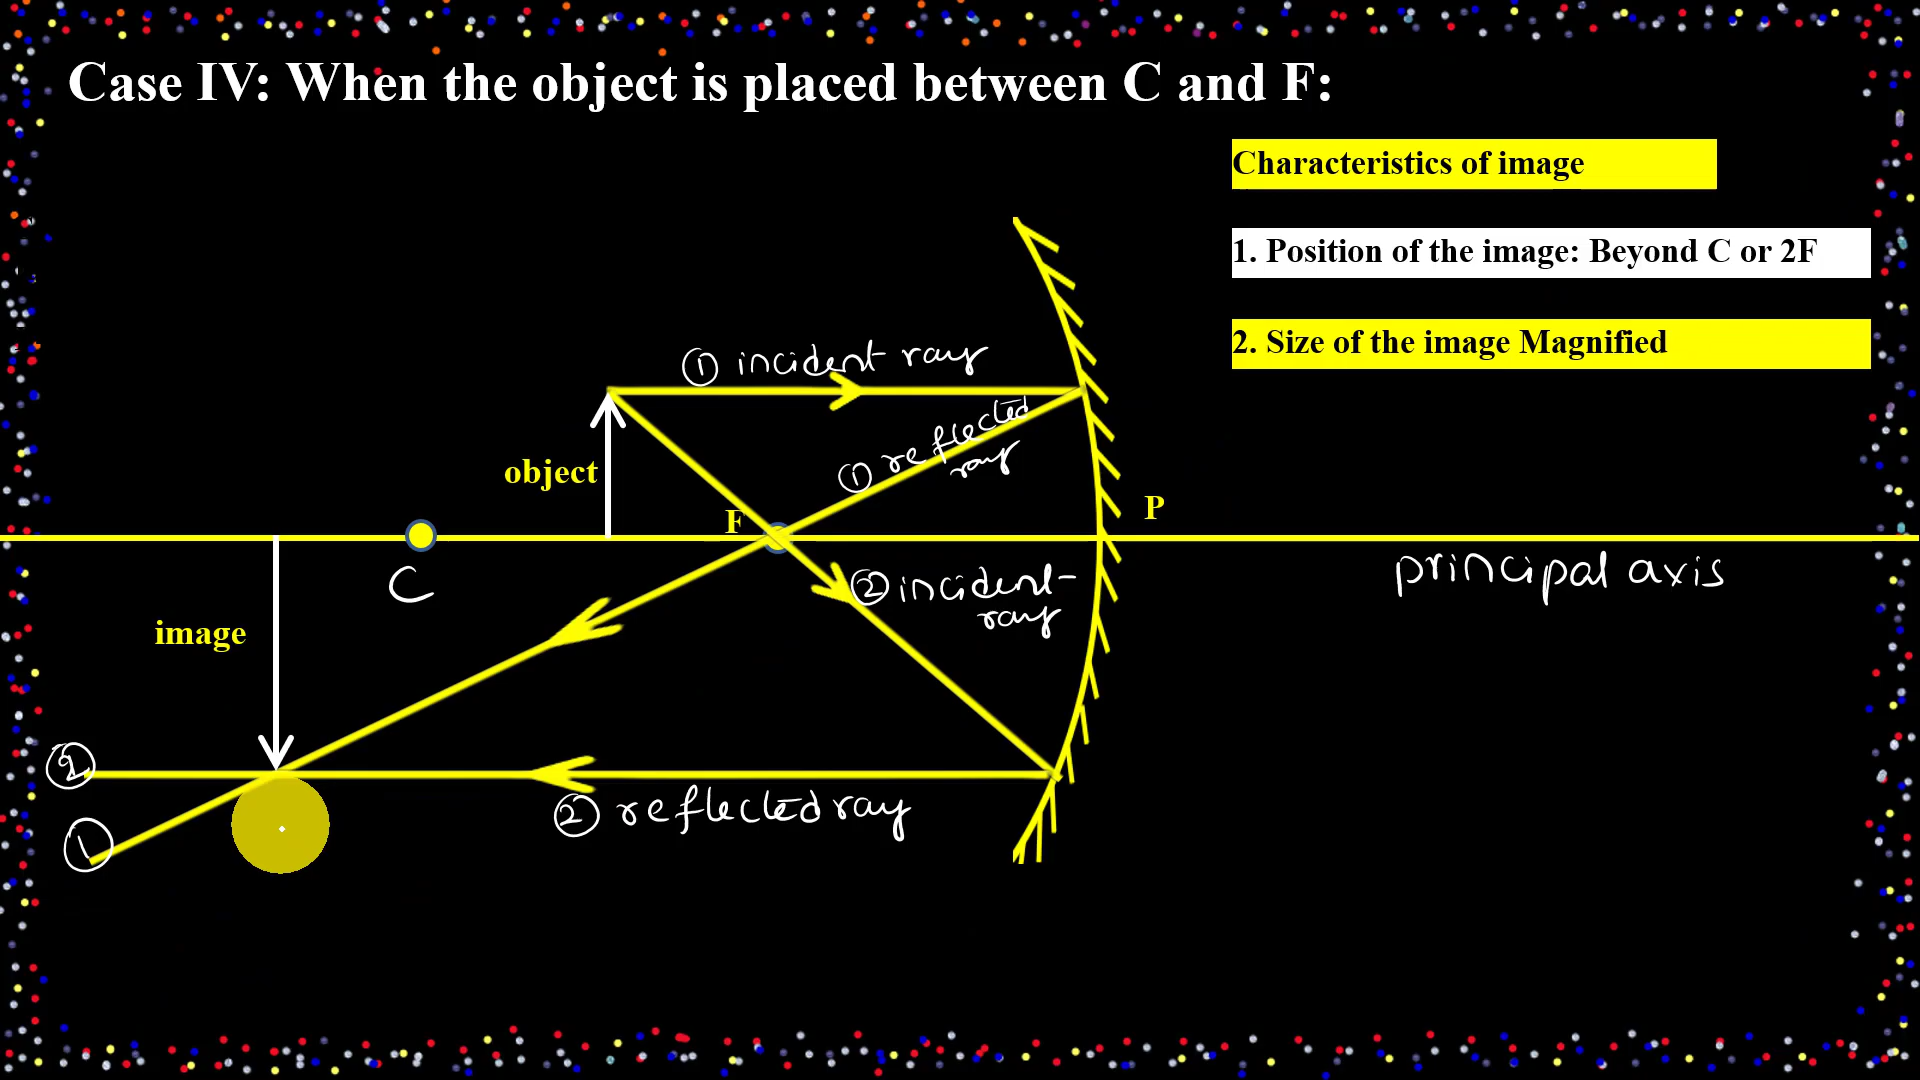 Case IV: When the object is placed between C and F:
Characteristics of image
1. Position of the image: Beyond C or 2F
2. Size of the image Magnified
① incident ray
① reflected
ray
object
F
P
C
② incident
ray
principal axis
image
②
② reflected ray
①